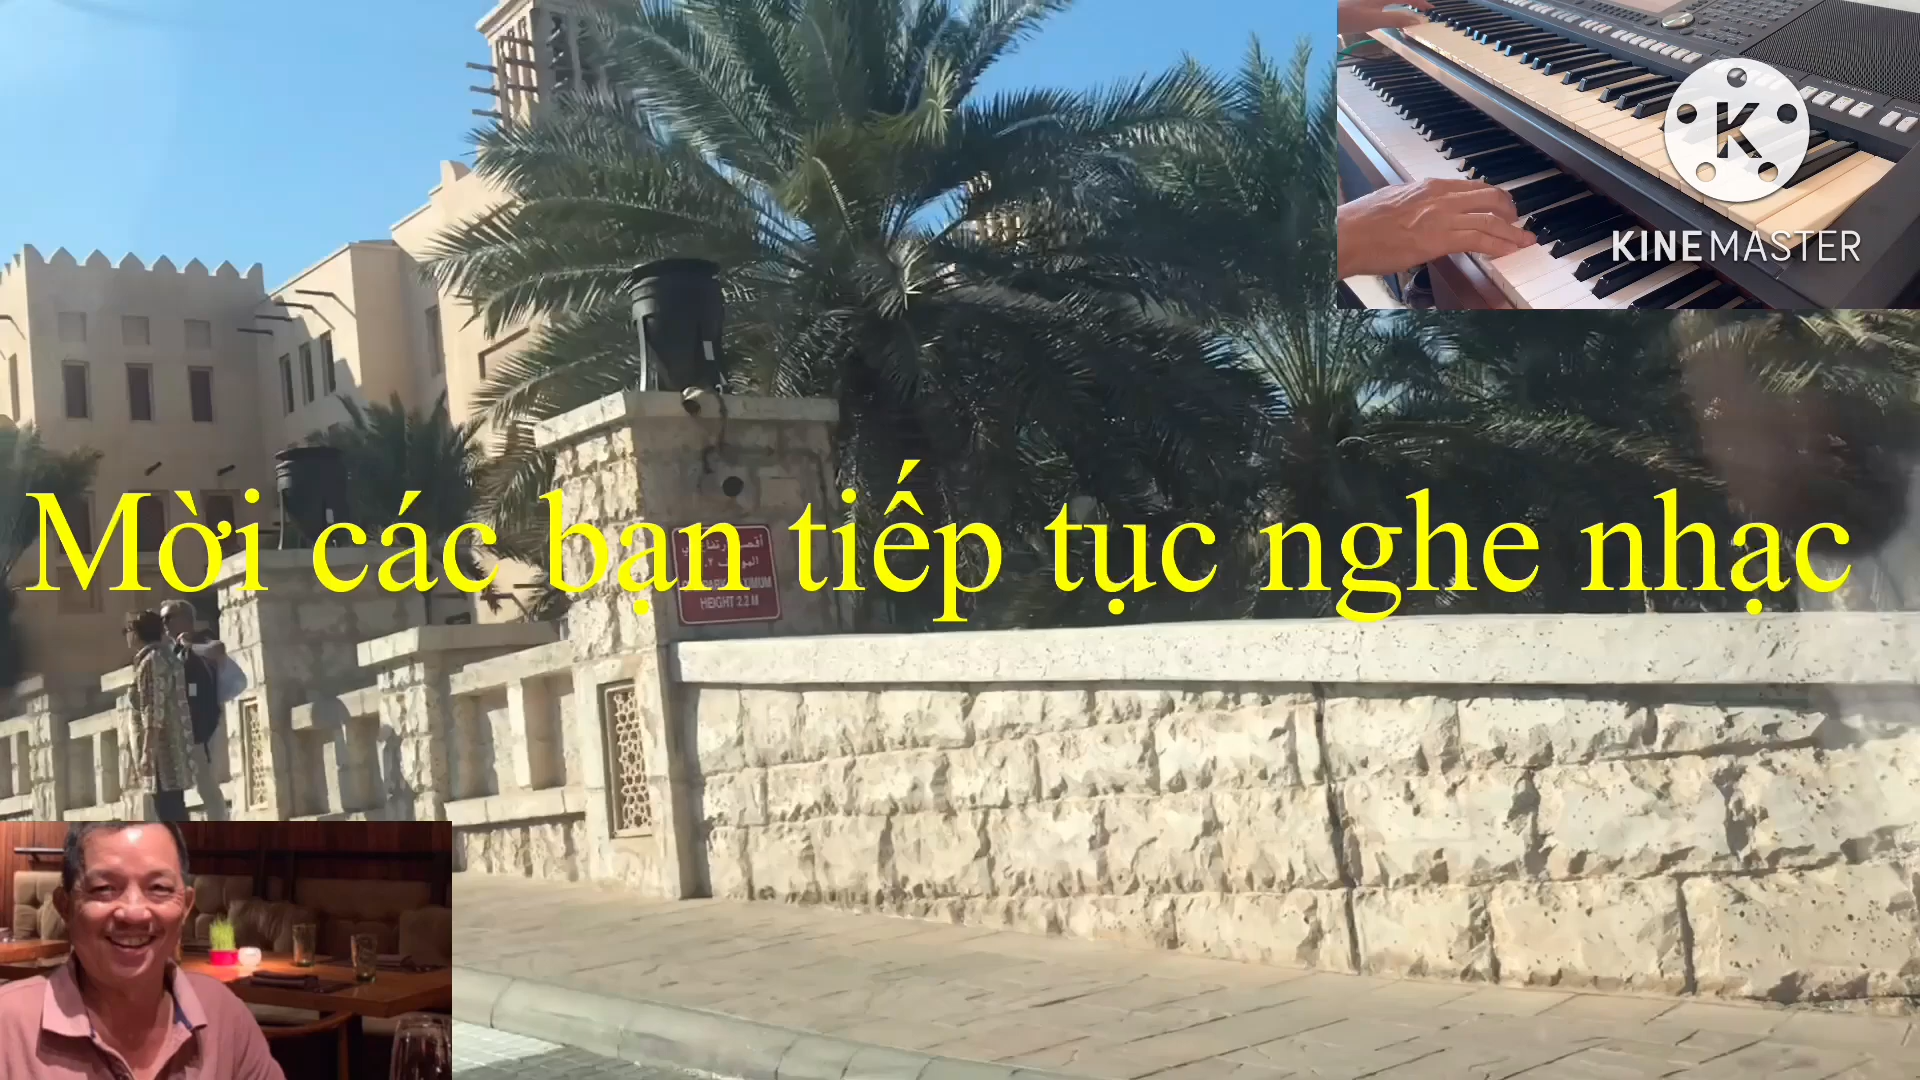 K
KINEMASTER
Mời các bạn tiếp tục nghe nhạc
HEIGHT 2.2 M